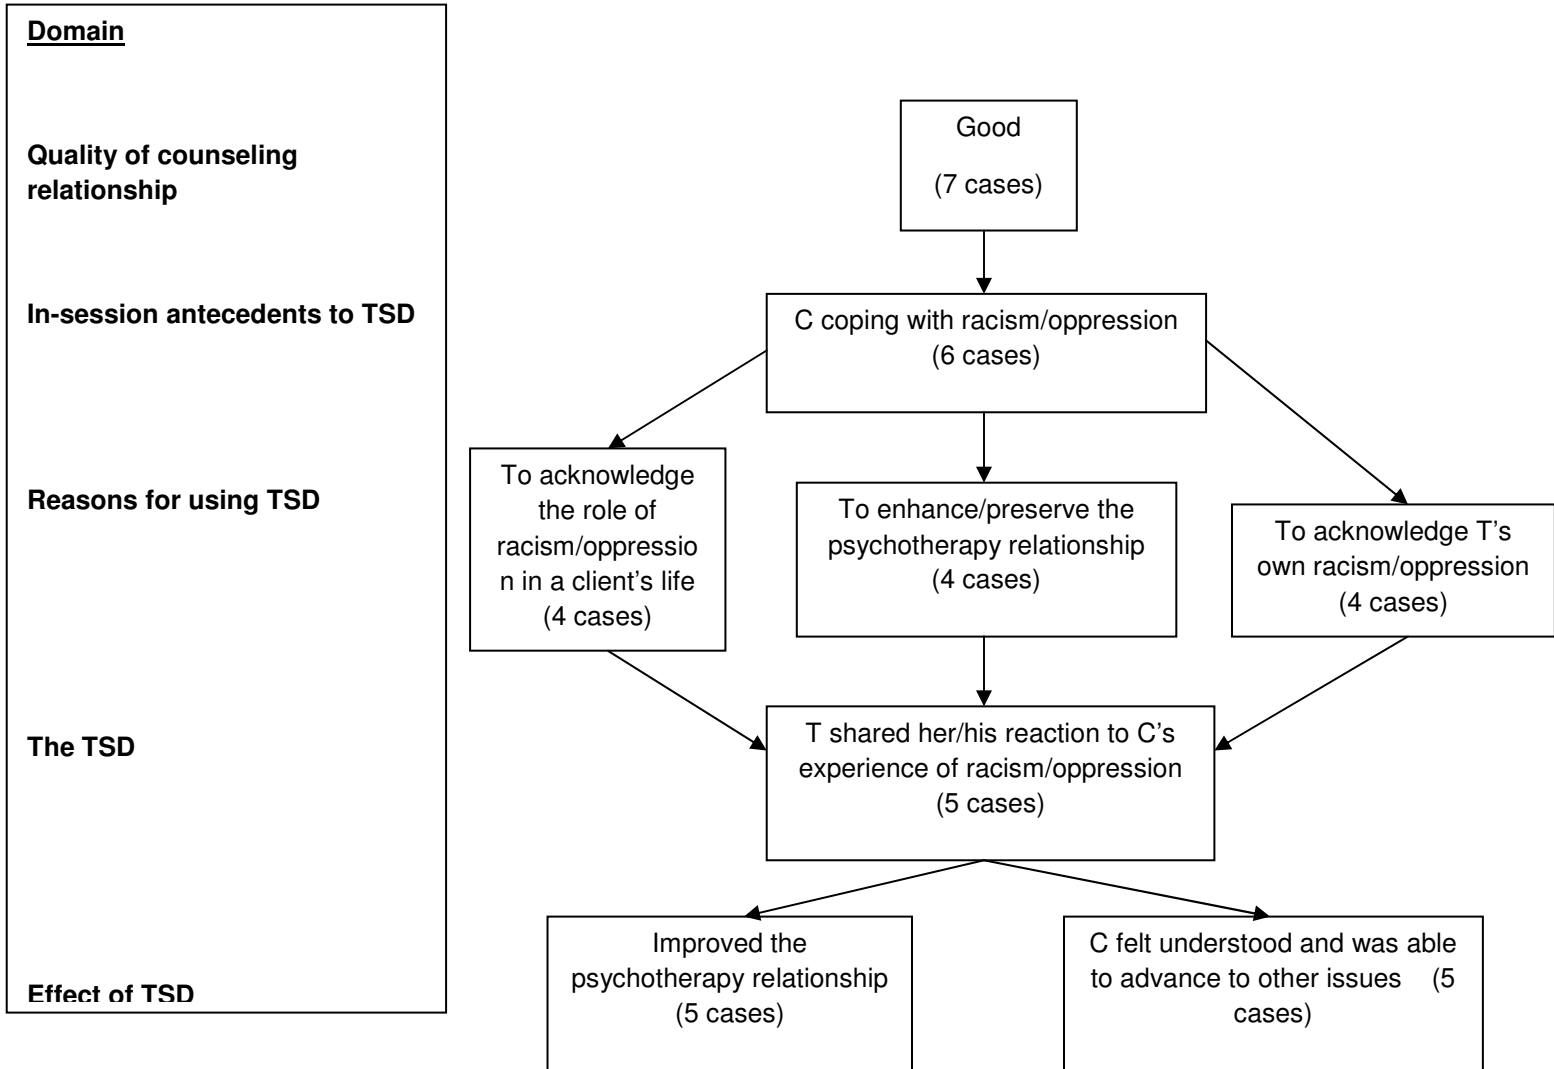 Domain
Quality of counseling
relationship
In-session antecedents to TSD
Reasons for using TSD
The TSD
Effect of TSD
Good
(7 cases)
C coping with racism/oppression
(6 cases)
To acknowledge
the role of
racism/oppressio
n in a client's life
(4 cases)
To enhance/preserve the
psychotherapy relationship
(4 cases)
To acknowledge T's
own racism/oppression
(4 cases)
T shared her/his reaction to C's
experience of racism/oppression
(5 cases)
Improved the
psychotherapy relationship
(5 cases)
C felt understood and was able
to advance to other issues (5
cases)